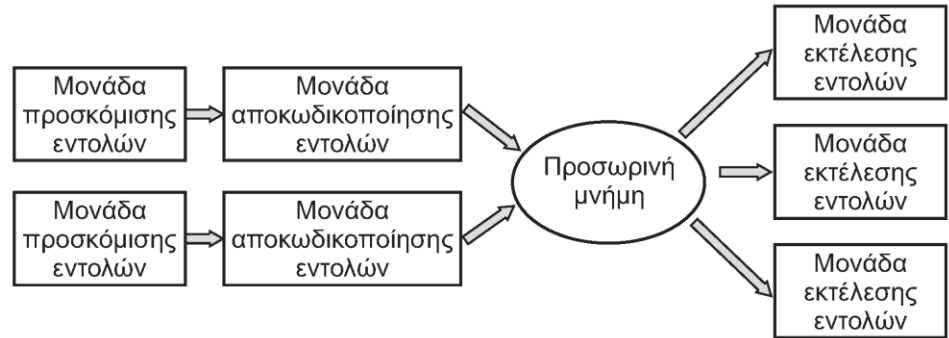 Μονάδα
προσκόμισης
εντολών
Μονάδα
αποκωδικοποίησης
εντολών
Μονάδα
προσκόμισης
εντολών
Μονάδα
αποκωδικοποίησης
εντολών
Προσωρινή
μνήμη
Μονάδα
εκτέλεσης
εντολών
Μονάδα
εκτέλεσης
εντολών
Μονάδα
εκτέλεσης
εντολών